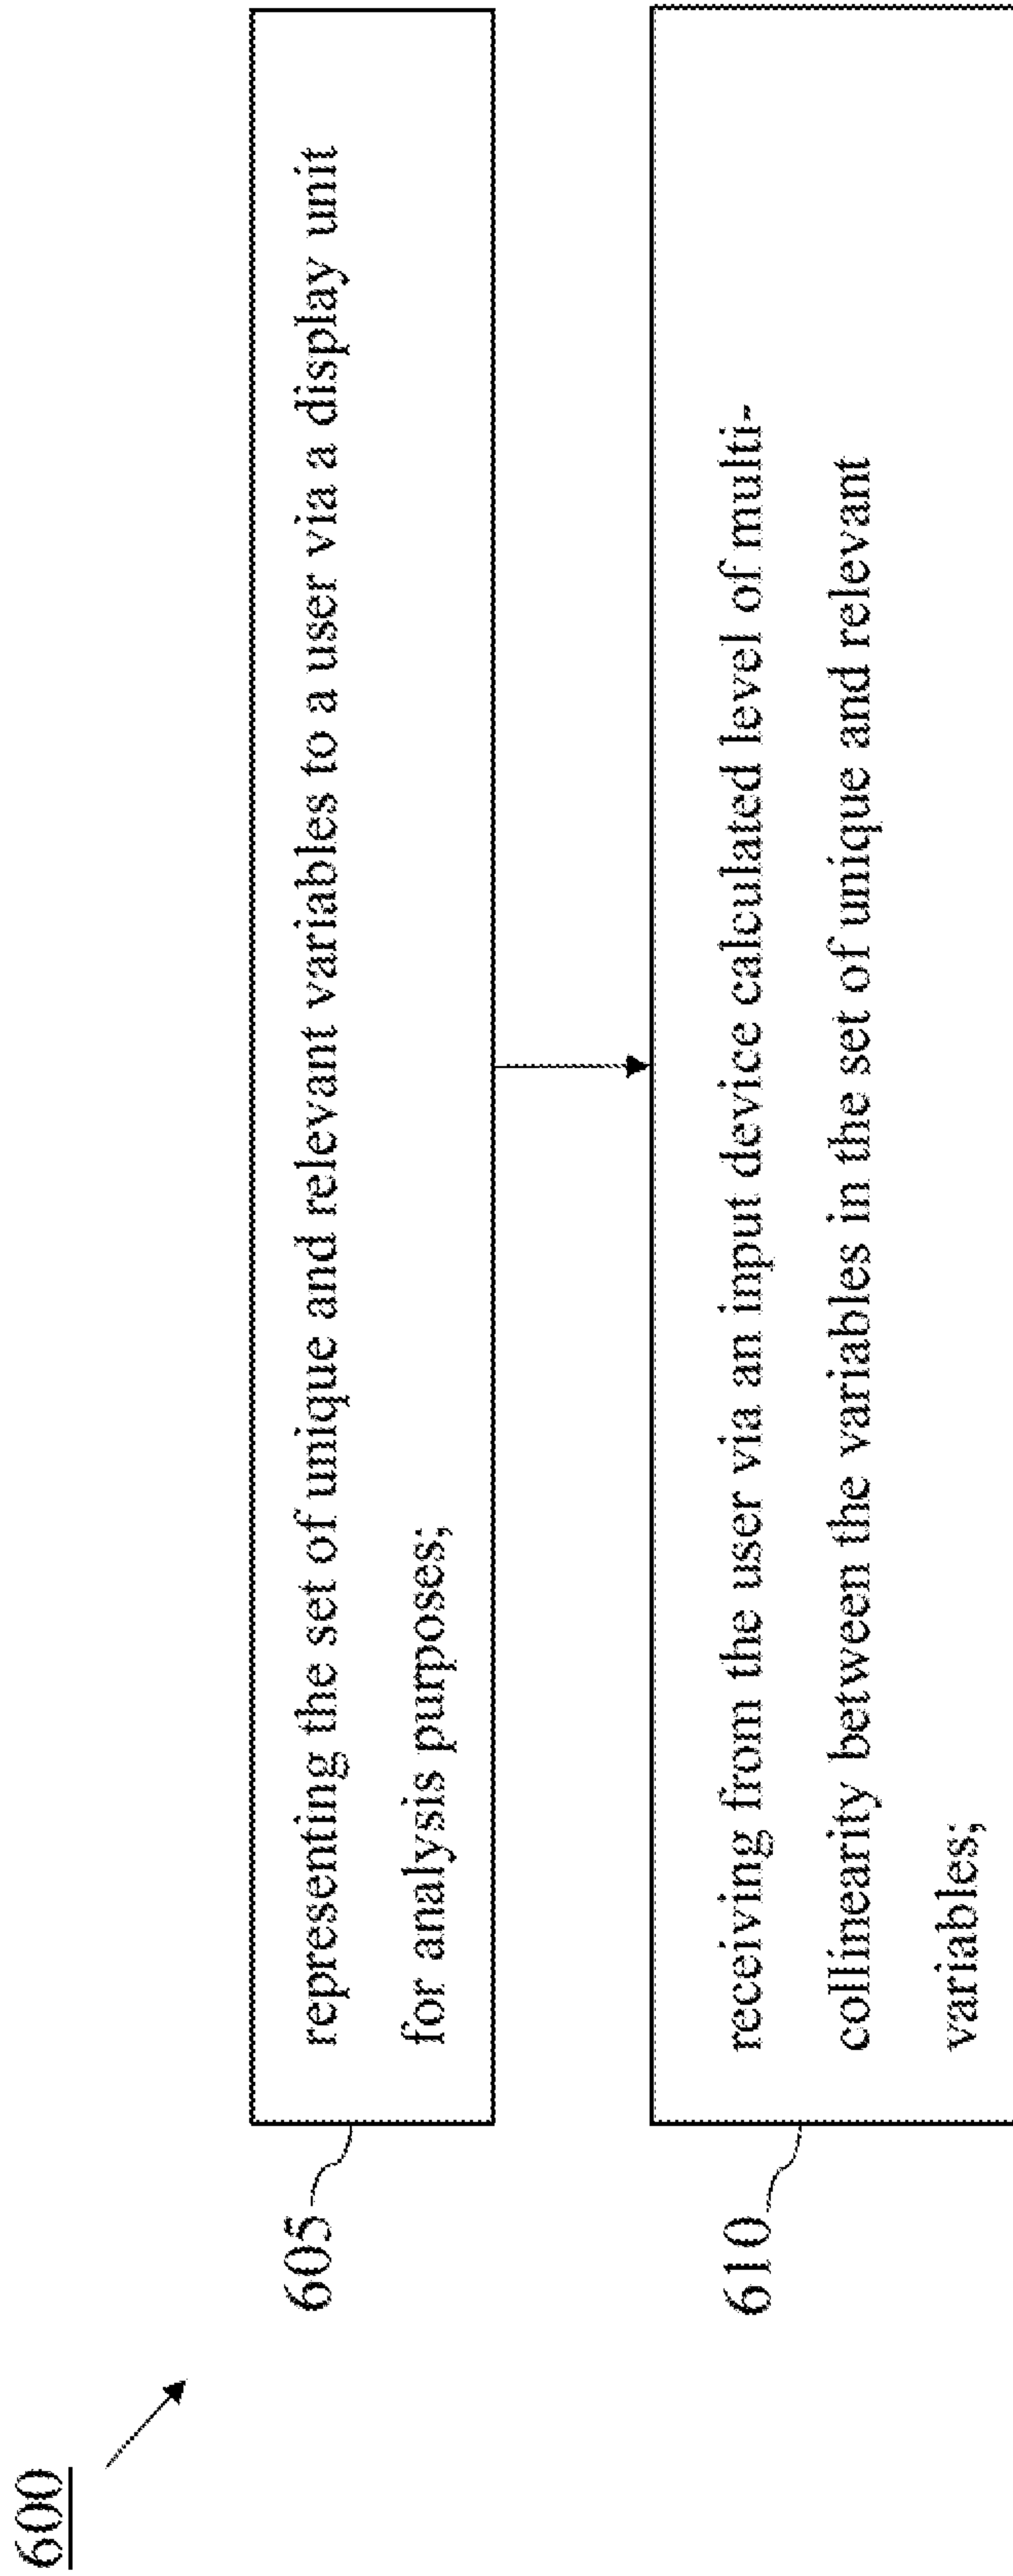 600
605
representing the set of unique and relevant variables to a user via a display unit
for analysis purposes;
610
receiving from the user via an input device calculated level of multi-
collinearity between the variables in the set of unique and relevant
variables;